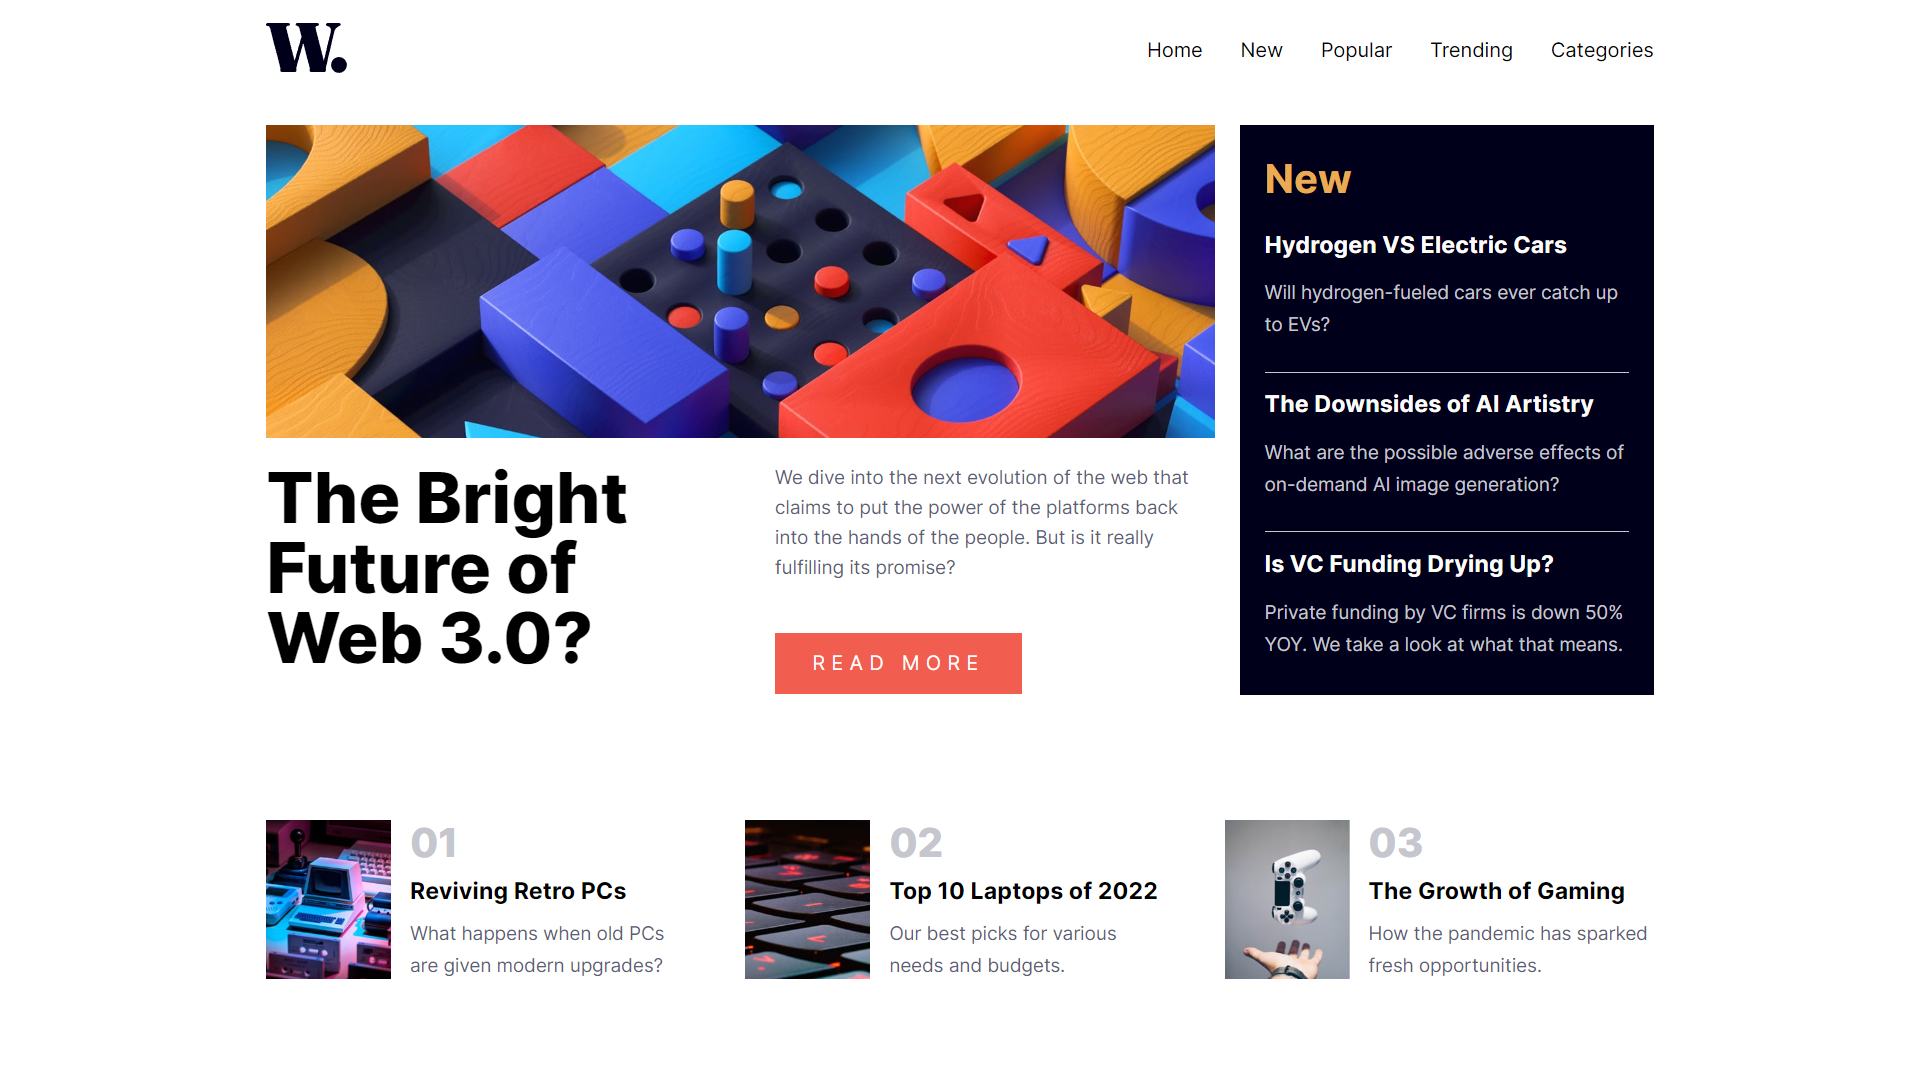 W.
Home New Popular Trending Categories
The Bright
Future of
Web 3.0?
We dive into the next evolution of the web that
claims to put the power of the platforms back
into the hands of the people. But is it really
fulfilling its promise?
READ MORE
New
Hydrogen VS Electric Cars
Will hydrogen-fueled cars ever catch up
to EVs?
The Downsides of AI Artistry
What are the possible adverse effects of
on-demand AI image generation?
Is VC Funding Drying Up?
Private funding by VC firms is down 50%
YOY. We take a look at what that means.
01
Reviving Retro PCs
What happens when old PCs
are given modern upgrades?
02
Top 10 Laptops of 2022
Our best picks for various
needs and budgets.
03
The Growth of Gaming
How the pandemic has sparked
fresh opportunities.